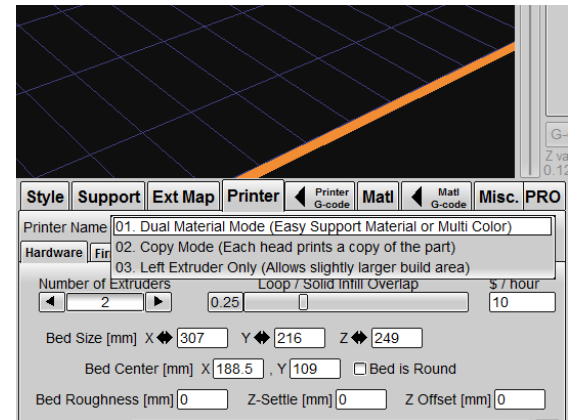 G-
Z va
0.12
Style Support Ext Map Printer Printer G-code Matl Matl G-code Misc. PRO
Printer Name 01. Dual Material Mode (Easy Support Material or Multi Color)
02. Copy Mode (Each head prints a copy of the part)
03. Left Extruder Only (Allows slightly larger build area)
Hardware Fir
Number of Extruders Loop / Solid Infill Overlap $ / hour
2 0.25 10
Bed Size [mm] X 307 Y 216 Z 249
Bed Center [mm] X 188.5 , Y 109 Bed is Round
Bed Roughness [mm] 0 Z-Settle [mm] 0 Z Offset [mm] 0